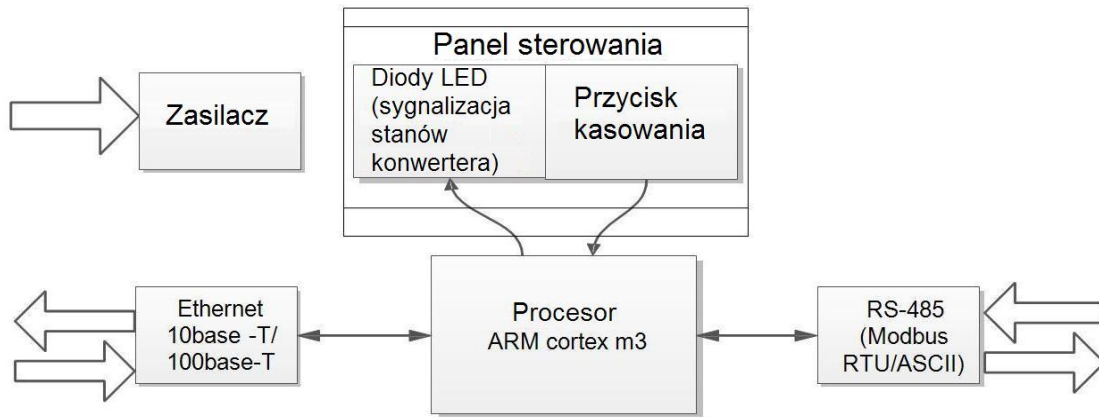 Panel sterowania
Zasilacz
Diody LED
(sygnalizacja
stanów
konwertera)
Przycisk
kasowania
Ethernet
10base -T/
100base-T
Procesor
ARM cortex m3
RS-485
(Modbus
RTU/ASCII)